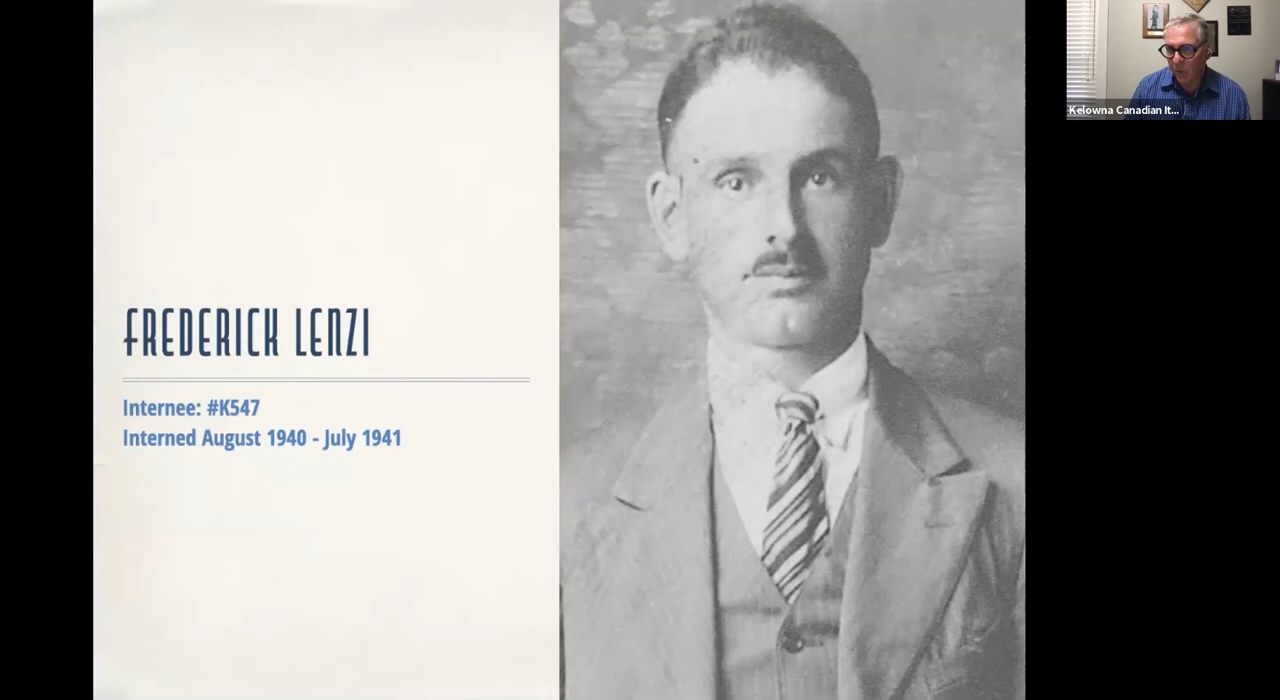 FREDERICK LENZI
Internee: #K547
Interned August 1940 - July 1941
Kelowna Canadian It...